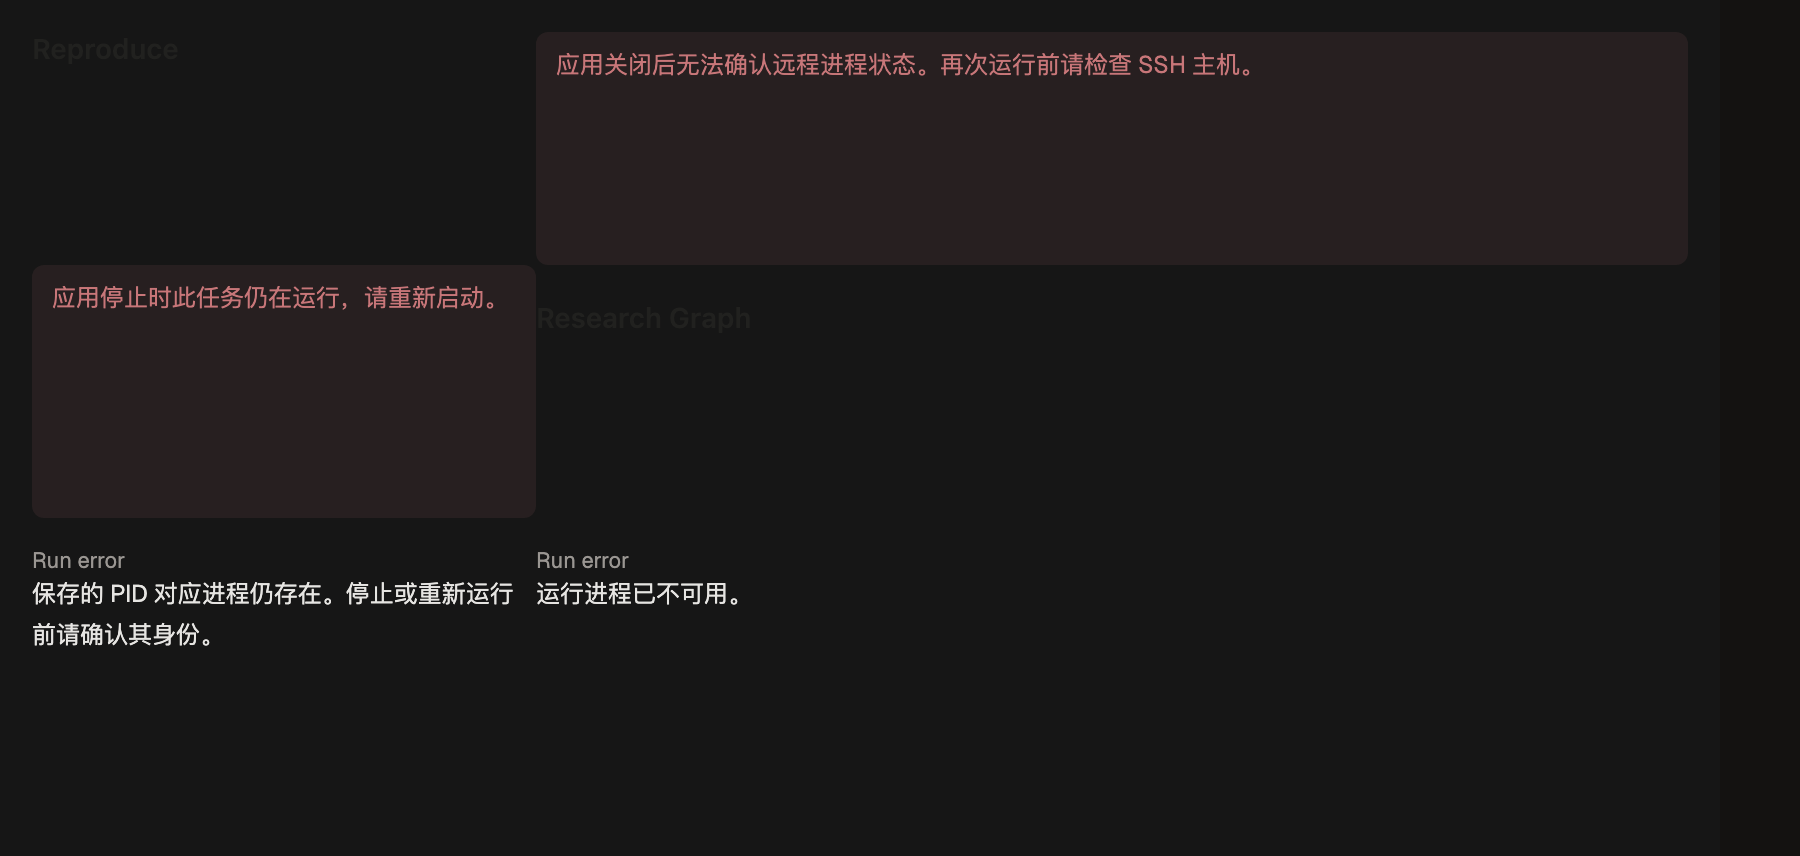 Reproduce
应用关闭后无法确认远程进程状态。再次运行前请检查 SSH 主机。
应用停止时此任务仍在运行，请重新启动。
Research Graph
Run error
保存的 PID 对应进程仍存在。停止或重新运行
前请确认其身份。
Run error
运行进程已不可用。